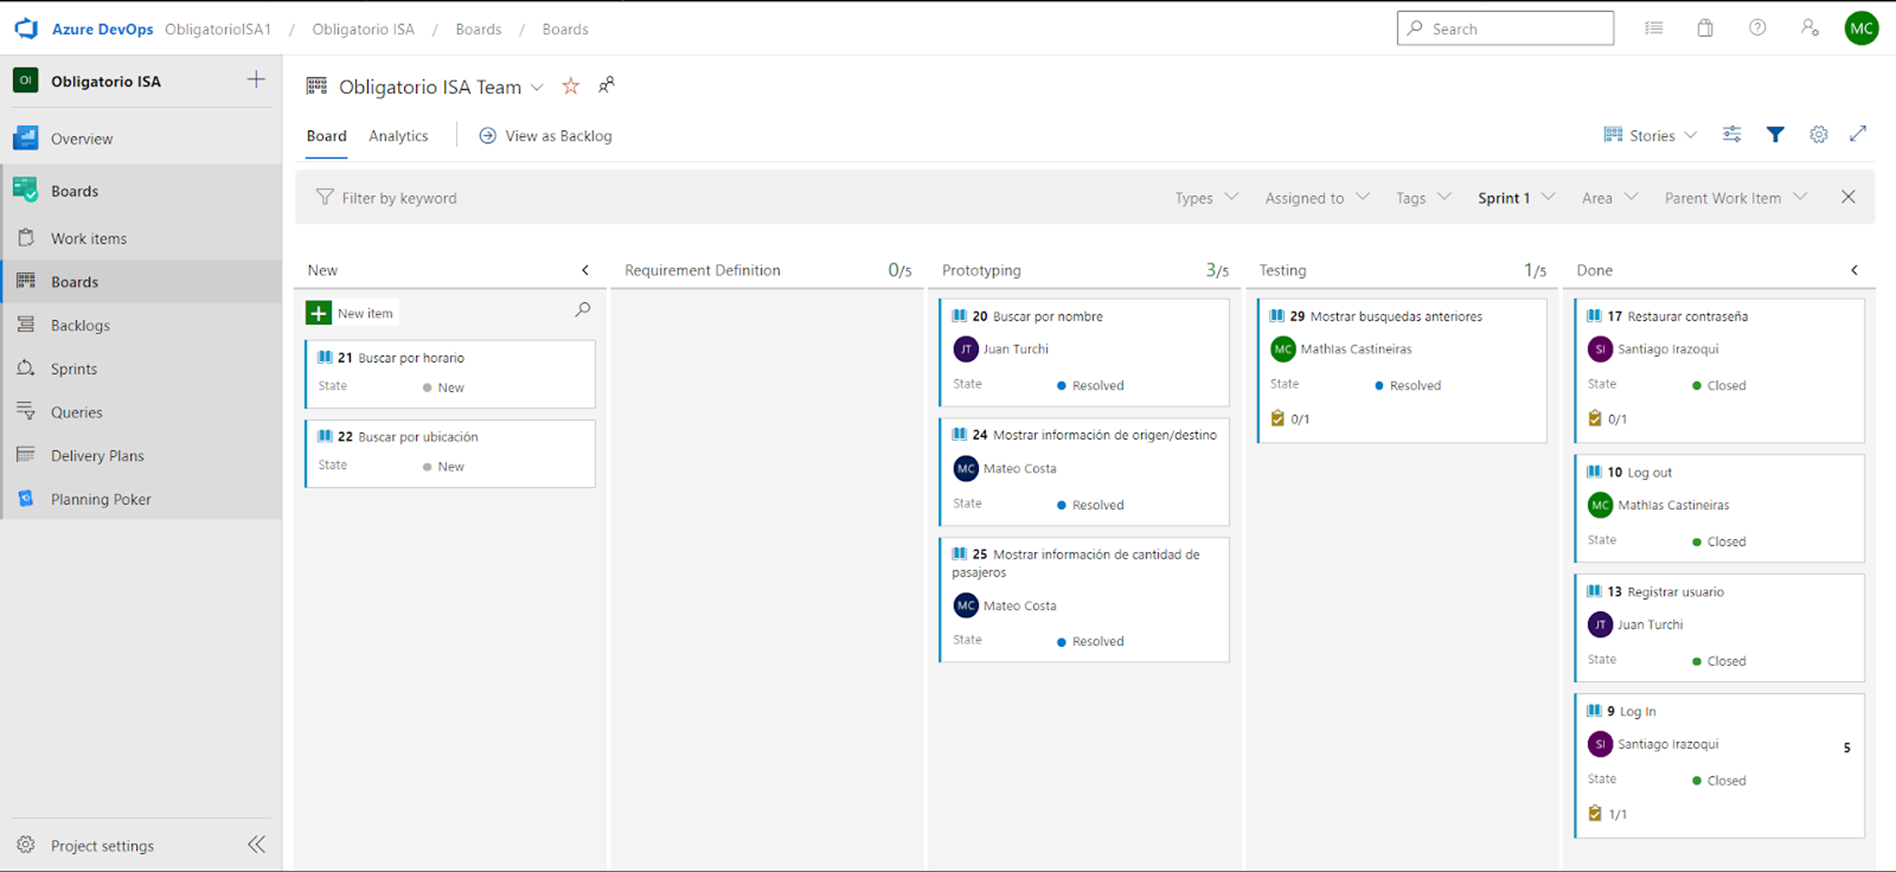 Azure DevOps ObligatorioISA1 / Obligatorio ISA / Boards / Boards
Search
MC
OI Obligatorio ISA
Overview
Boards
Work items
Boards
Backlogs
Sprints
Queries
Delivery Plans
Planning Poker
Project settings
Obligatorio ISA Team
Board Analytics View as Backlog
Stories
Filter by keyword
Types Assigned to Tags Sprint 1 Area Parent Work Item
New
New item
21 Buscar por horario
State New
22 Buscar por ubicación
State New
Requirement Definition 0/5
Prototyping 3/5
20 Buscar por nombre
JT Juan Turchi
State Resolved
24 Mostrar información de origen/destino
MC Mateo Costa
State Resolved
25 Mostrar información de cantidad de
pasajeros
MC Mateo Costa
State Resolved
Testing 1/5
29 Mostrar busquedas anteriores
MC Mathias Castineiras
State Resolved
0/1
Done
17 Restaurar contraseña
SI Santiago Irazoqui
State Closed
0/1
10 Log out
MC Mathias Castineiras
State Closed
13 Registrar usuario
JT Juan Turchi
State Closed
9 Log In
SI Santiago Irazoqui
5
State Closed
1/1